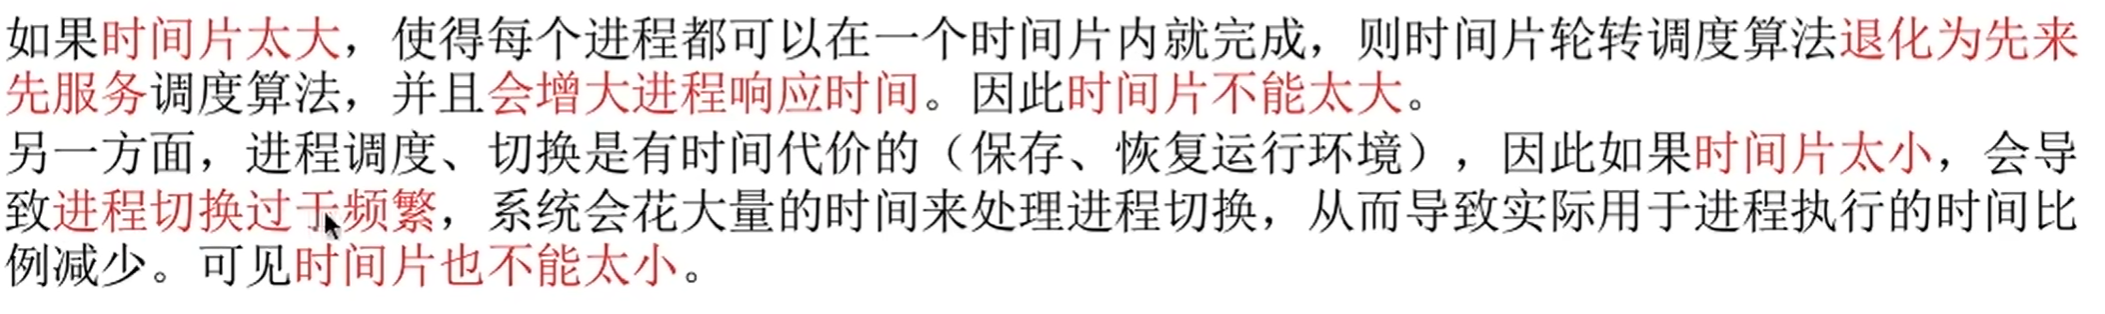 如果时间片太大，使得每个进程都可以在一个时间片内就完成，则时间片轮转调度算法退化为先来
先服务调度算法，并且会增大进程响应时间。因此时间片不能太大。
另一方面，进程调度、切换是有时间代价的（保存、恢复运行环境），因此如果时间片太小，会导
致进程切换过于频繁，系统会花大量的时间来处理进程切换，从而导致实际用于进程执行的时间比
例减少。可见时间片也不能太小。